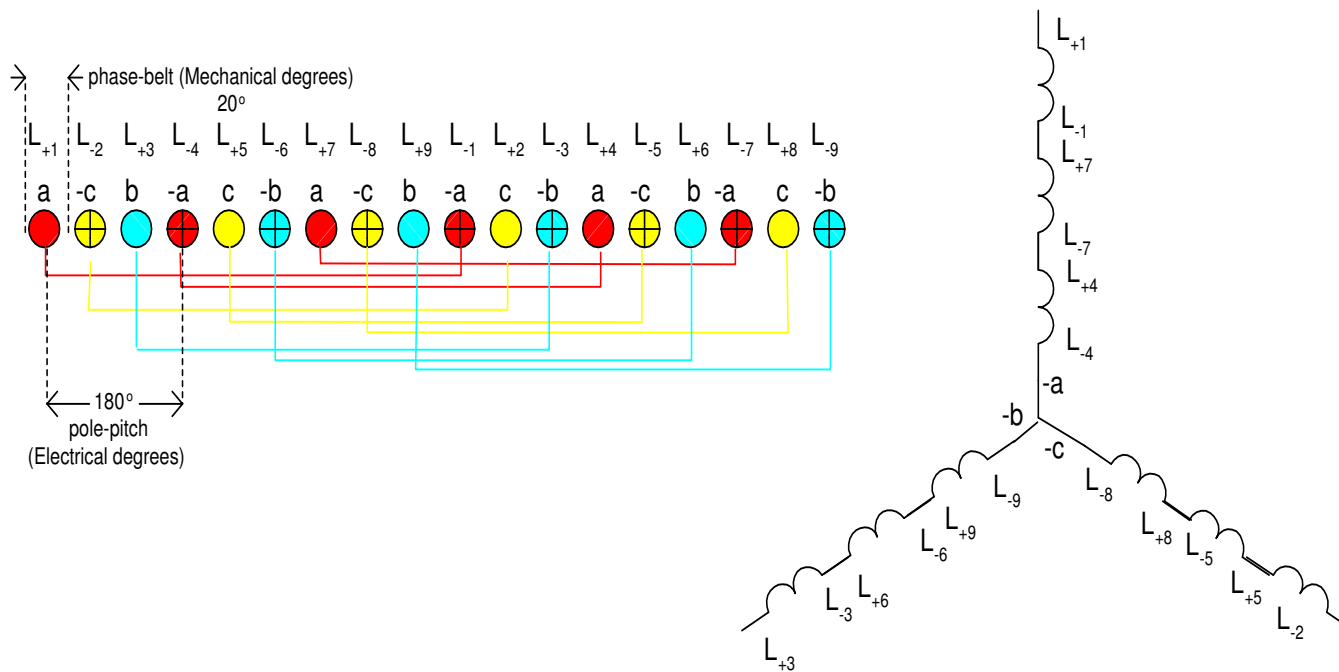 phase-belt (Mechanical degrees)
20°
L+1 L-2 L+3 L-4 L+5 L-6 L+7 L-8 L+9 L-1 L+2 L-3 L+4 L-5 L+6 L-7 L+8 L-9
a -c b -a c -b a -c b -a c -b a -c b -a c -b
180°
pole-pitch
(Electrical degrees)
L+1
L-1
L+7
L-7
L+4
L-4
-a
-b
-c
L-9
L+9
L-6
L+6
L-3
L+3
L-8
L+8
L-5
L+5
L-2